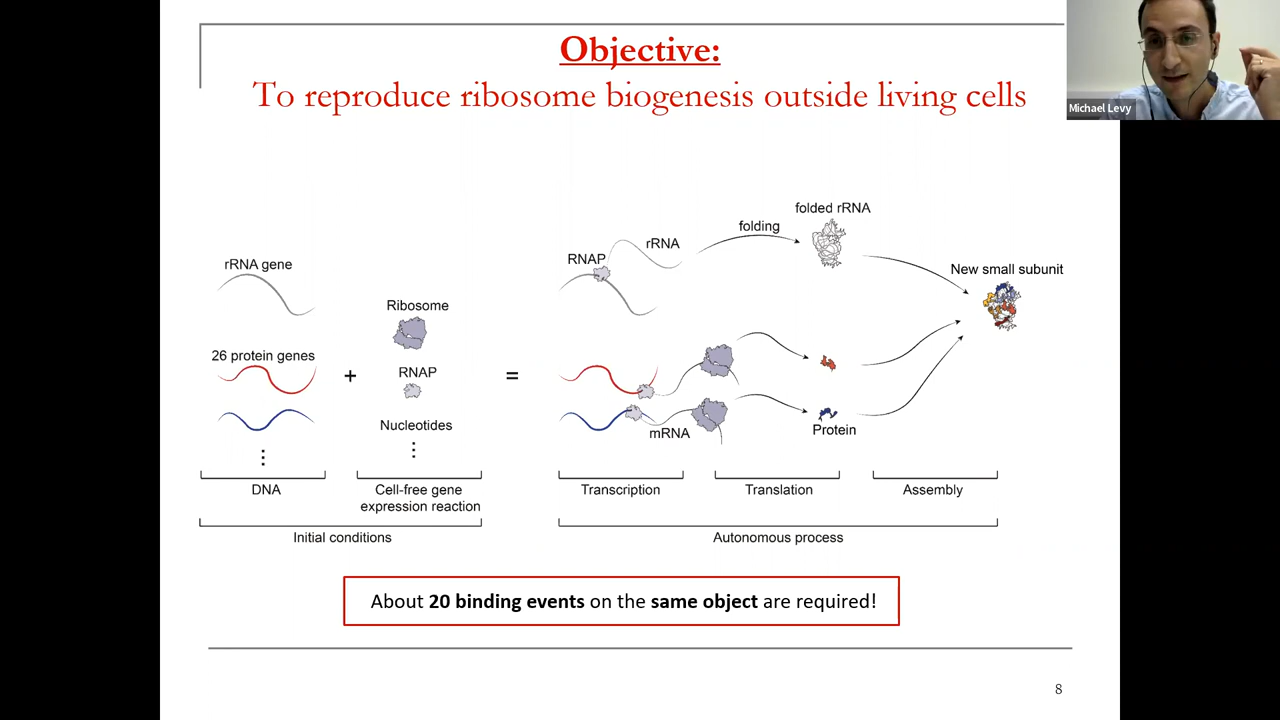 Objective:
To reproduce ribosome biogenesis outside living cells
Michael Levy
rRNA gene
26 protein genes
⋮
DNA
+
Ribosome
RNAP
Nucleotides
⋮
Cell-free gene
expression reaction
Initial conditions
=
RNAP
rRNA
folding
folded rRNA
New small subunit
mRNA
Protein
Transcription
Translation
Assembly
Autonomous process
About 20 binding events on the same object are required!
8